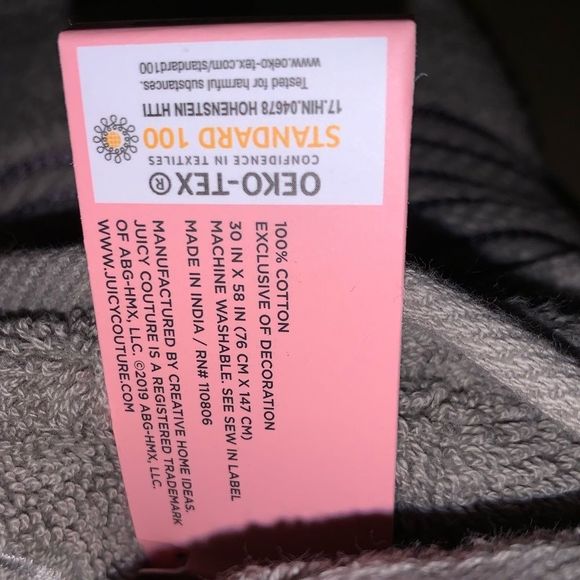 OEKO-TEX®
CONFIDENCE IN TEXTILES
STANDARD 100
17.HIN.04678 HOHENSTEIN HTTI
Tested for harmful substances.
www.oeko-tex.com/standard100
100% COTTON
EXCLUSIVE OF DECORATION
30 IN X 58 IN (76 CM X 147 CM)
MACHINE WASHABLE. SEE SEW IN LABEL
MADE IN INDIA / RN# 110806
MANUFACTURED BY CREATIVE HOME IDEAS.
JUICY COUTURE IS A REGISTERED TRADEMARK
OF ABG-HMX, LLC. ©2019 ABG-HMX, LLC.
WWW.JUICYCOUTURE.COM